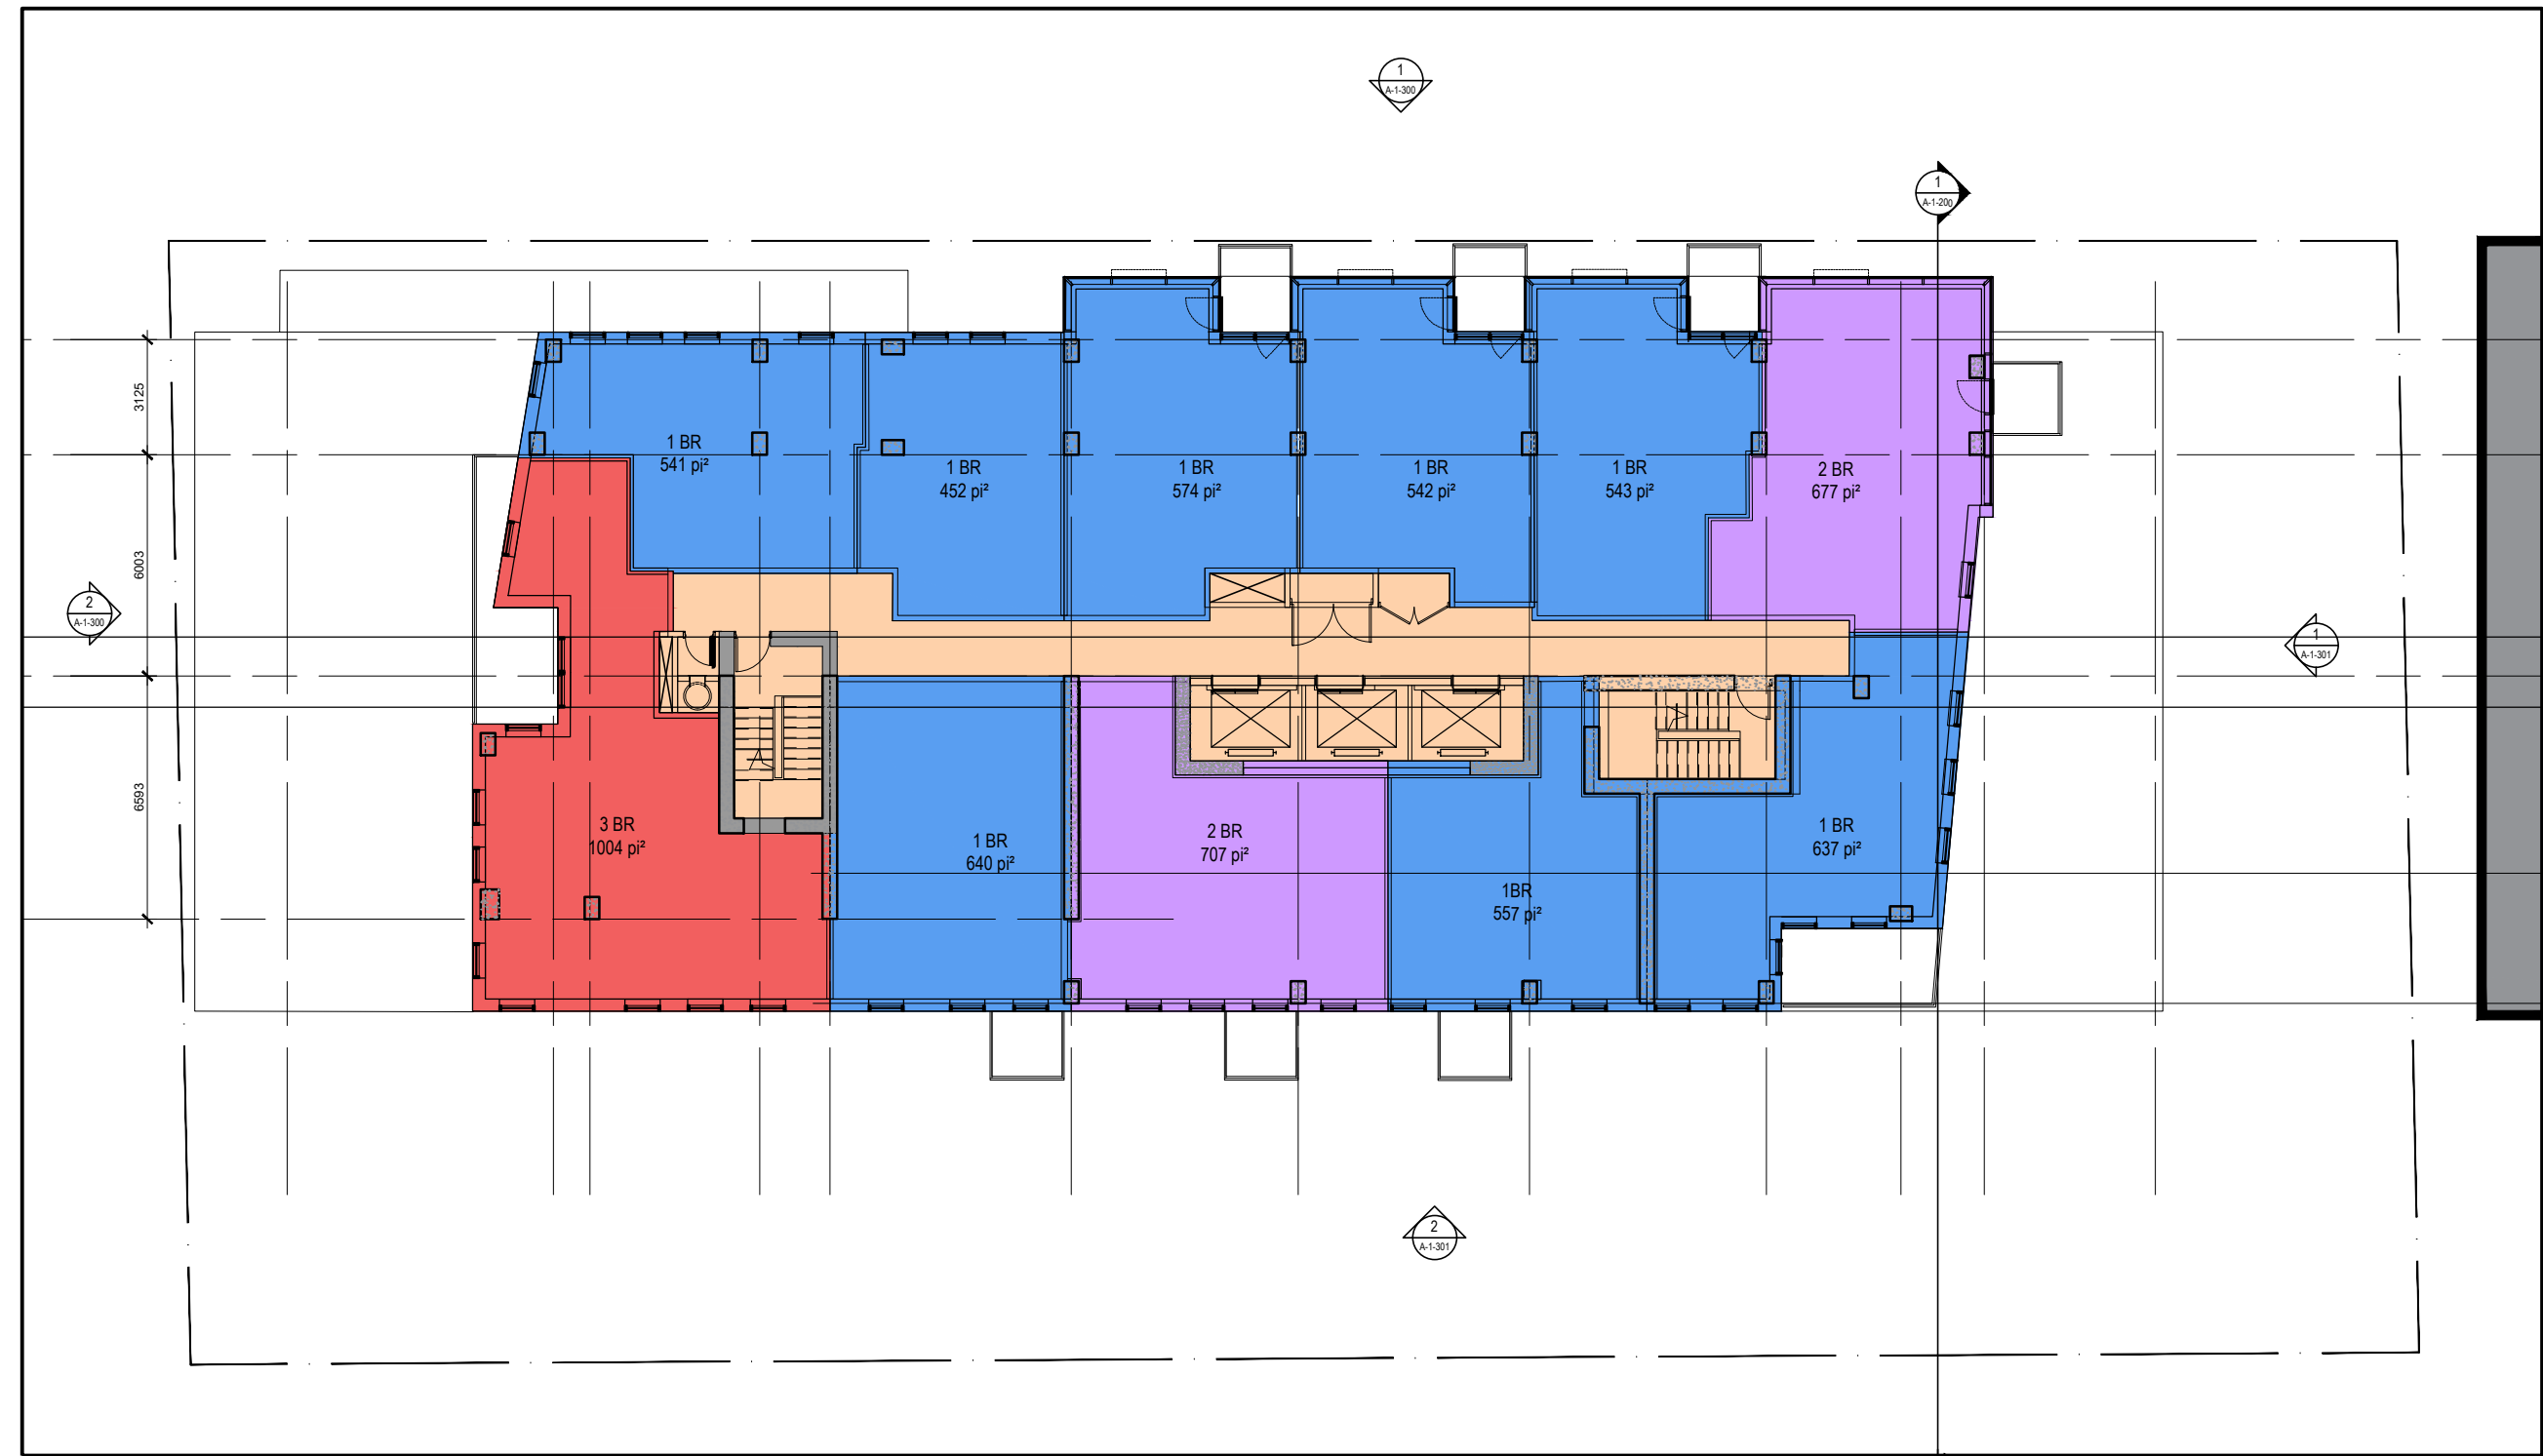 1
A-1-300
1
A-1-200
3125
6003
6593
2
A-1-300
1
A-1-301
1 BR
541 pi²
1 BR
452 pi²
1 BR
574 pi²
1 BR
542 pi²
1 BR
543 pi²
2 BR
677 pi²
3 BR
1004 pi²
1 BR
640 pi²
2 BR
707 pi²
1BR
557 pi²
1 BR
637 pi²
2
A-1-301